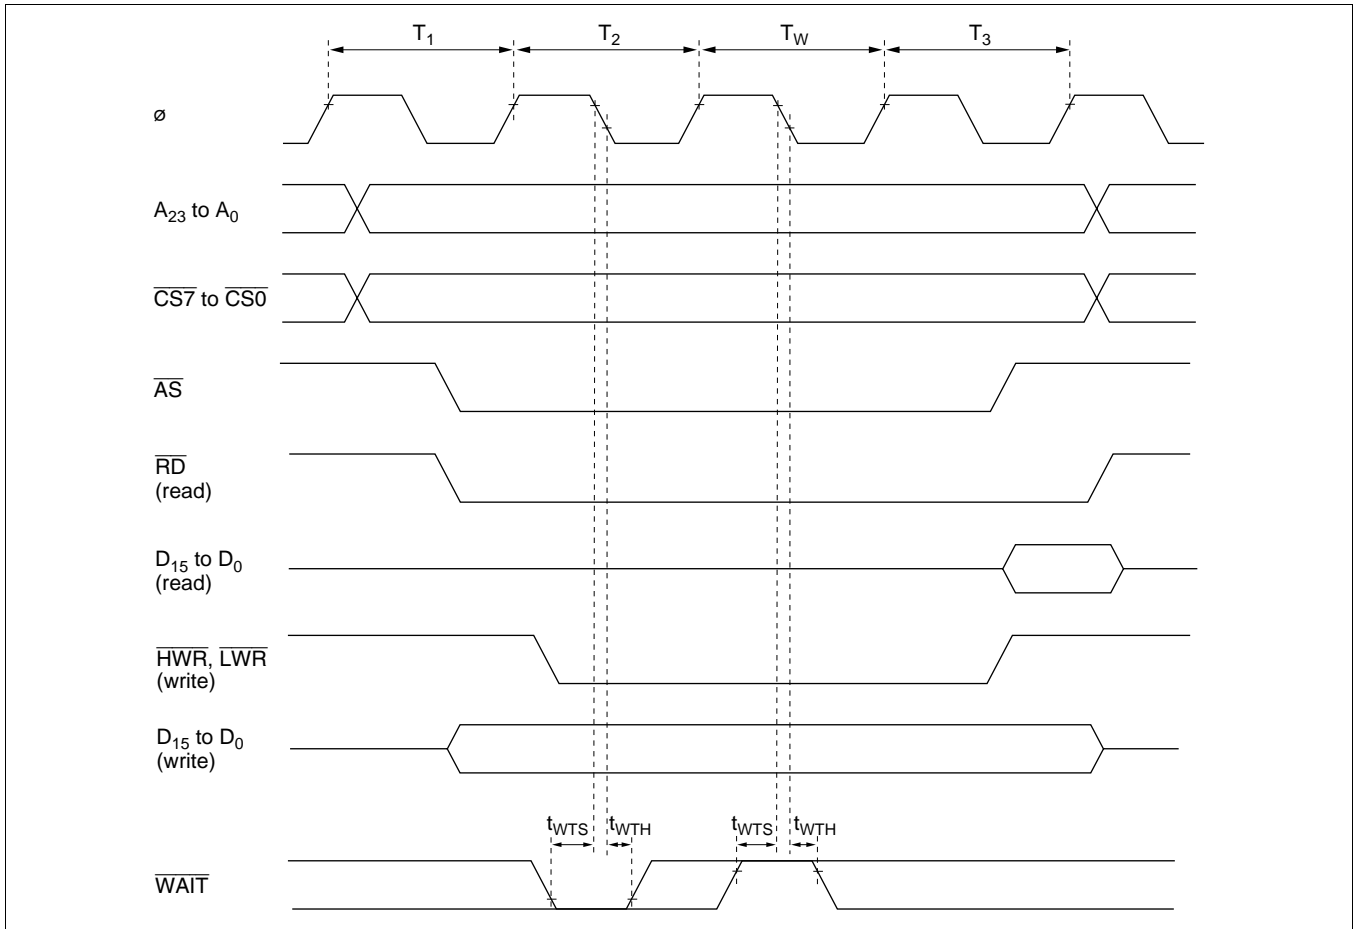 T1 T2 TW T3
ø
A23 to A0
CS7 to CS0
AS
RD
(read)
D15 to D0
(read)
HWR, LWR
(write)
D15 to D0
(write)
tWTS tWTH tWTS tWTH
WAIT